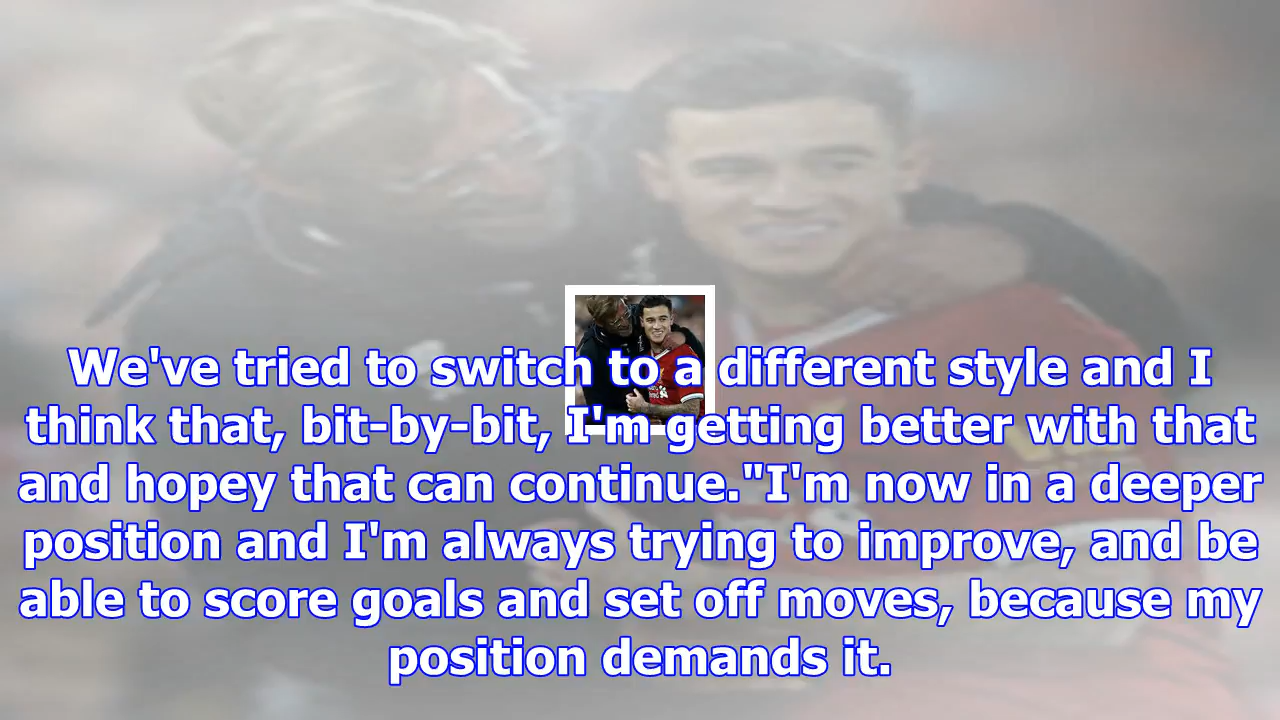 We've tried to switch to a different style and I
think that, bit-by-bit, I'm getting better with that
and hopey that can continue."I'm now in a deeper
position and I'm always trying to improve, and be
able to score goals and set off moves, because my
position demands it.